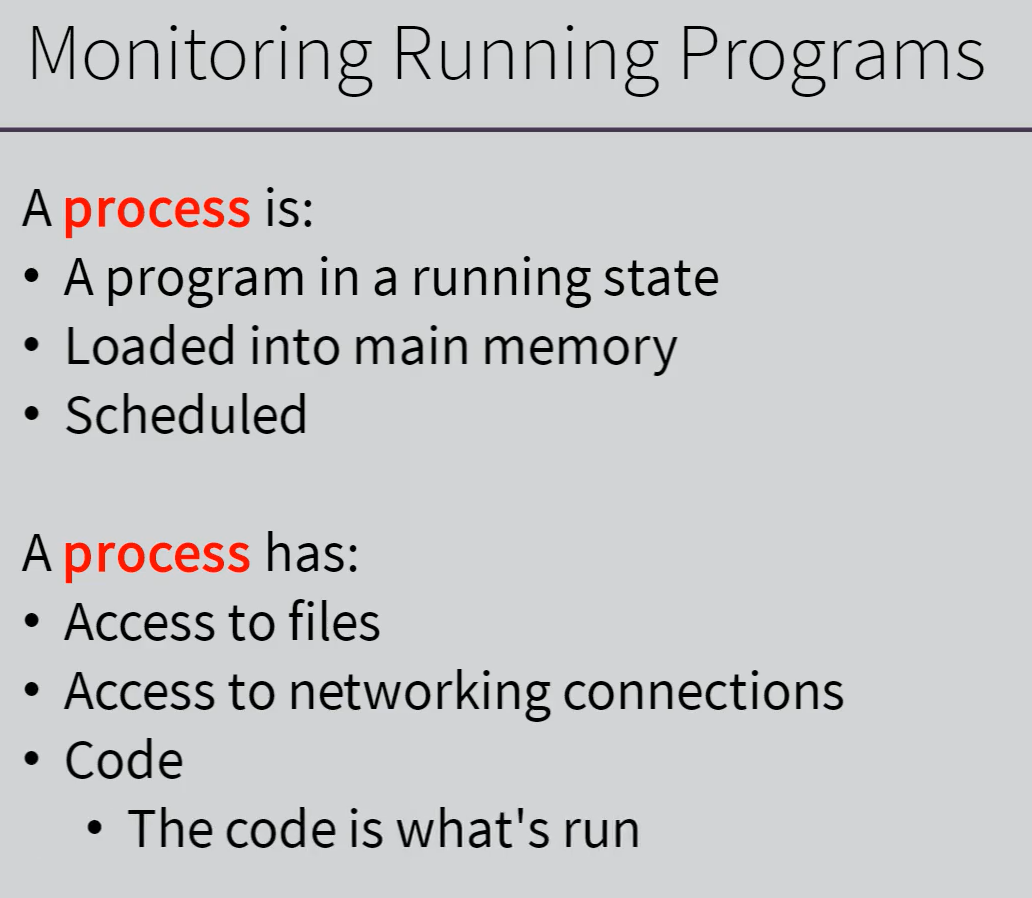 Monitoring Running Programs
A process is:
• A program in a running state
• Loaded into main memory
• Scheduled
A process has:
• Access to files
• Access to networking connections
• Code
• The code is what's run